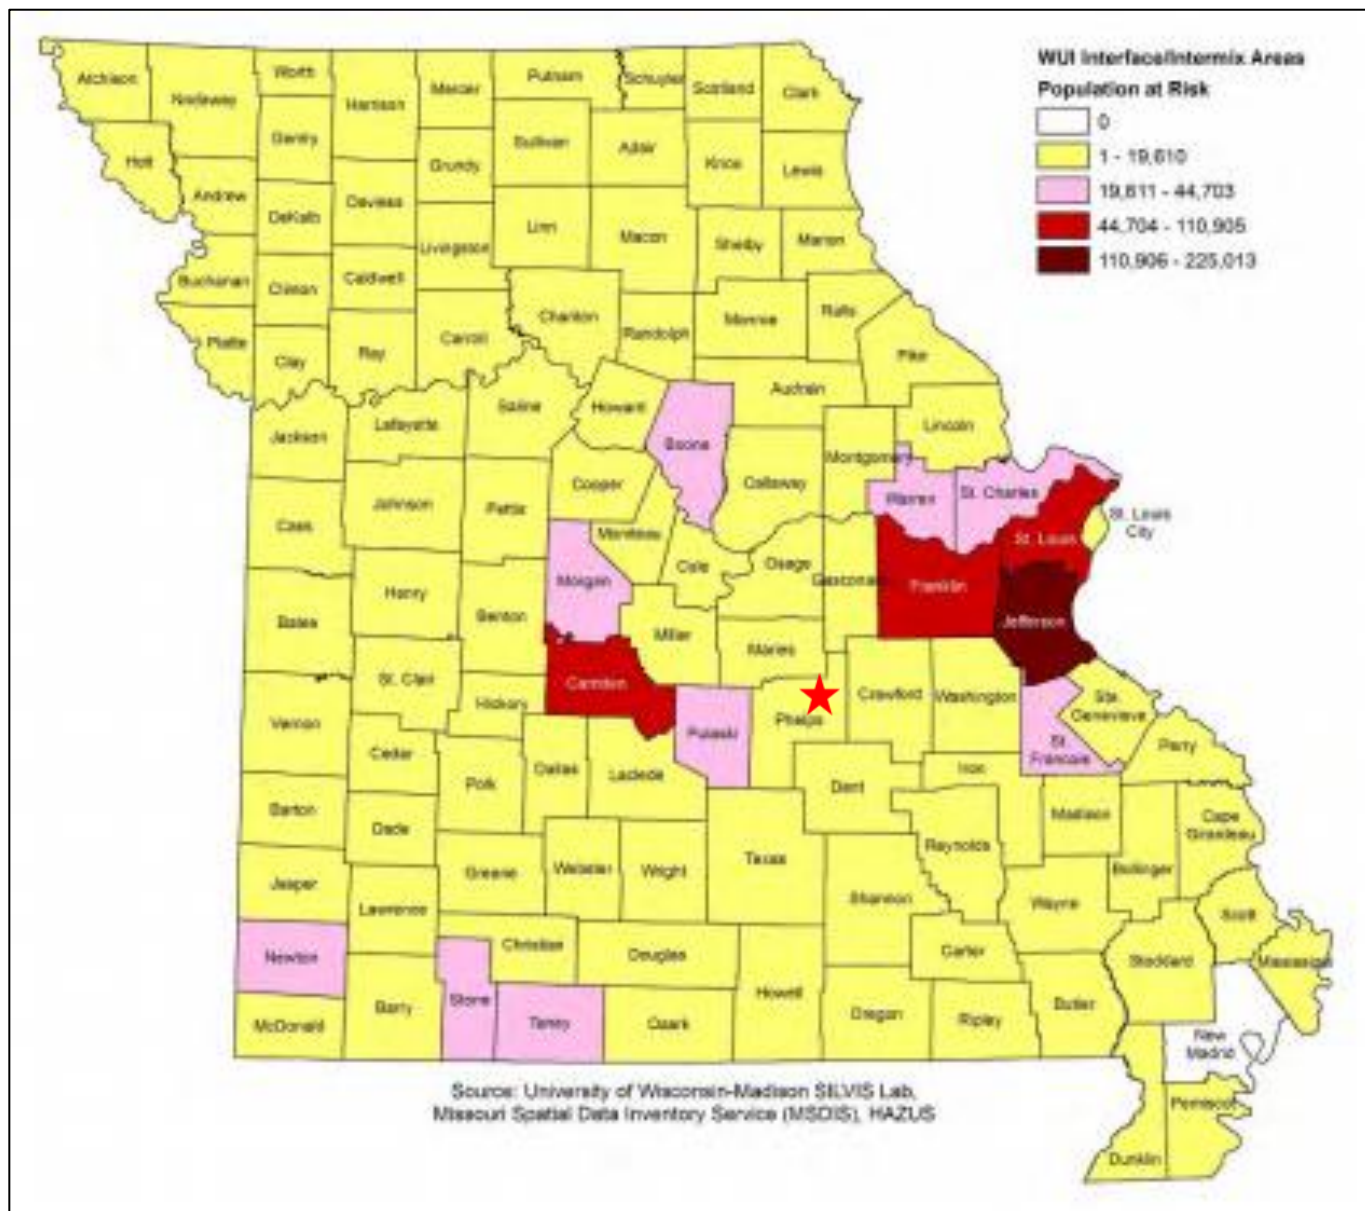 WUI Interface/Intermix Areas
Population at Risk
0
1 - 19,610
19,611 - 44,703
44,704 - 110,905
110,906 - 225,013
Atchison
Nodaway
Worth
Harrison
Mercer
Putnam
Schuyler
Scotland
Clark
Holt
Gentry
Sullivan
Adair
Knox
Lewis
Andrew
DeKalb
Daviess
Grundy
Linn
Macon
Shelby
Marion
Livingston
Buchanan
Clinton
Caldwell
Chariton
Randolph
Monroe
Ralls
Platte
Clay
Ray
Carroll
Pike
Audrain
Jackson
Lafayette
Saline
Howard
Boone
Lincoln
Montgomery
Callaway
Cooper
Warren
St. Charles
Cass
Johnson
Pettis
Moniteau
St. Louis
City
St. Louis
Cole
Osage
Gasconade
Franklin
Bates
Henry
Benton
Morgan
Miller
Jefferson
Maries
St. Clair
Camden
Crawford
Washington
Ste.
Genevieve
Vernon
Hickory
Pulaski
Phelps
St.
Francois
Perry
Cedar
Polk
Dallas
Laclede
Dent
Iron
Barton
Dade
Madison
Cape
Girardeau
Jasper
Greene
Webster
Wright
Texas
Reynolds
Bollinger
Lawrence
Shannon
Wayne
Scott
Newton
Christian
Douglas
Carter
Stoddard
Mississippi
McDonald
Barry
Stone
Taney
Ozark
Howell
Oregon
Ripley
Butler
New
Madrid
Pemiscot
Dunklin
Source: University of Wisconsin-Madison SILVIS Lab,
Missouri Spatial Data Inventory Service (MSDIS), HAZUS